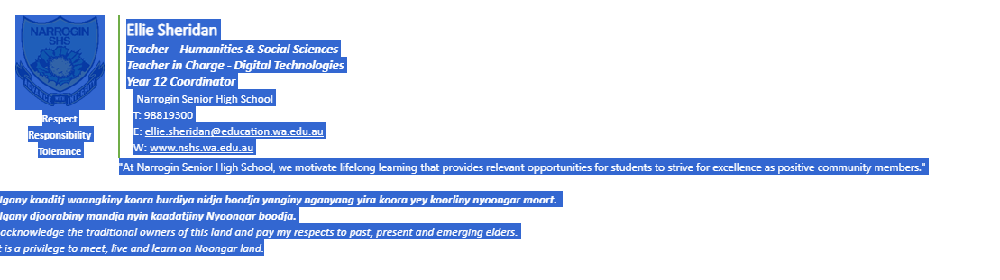 NARROGIN
SHS
Respect
Responsibility
Tolerance
Ellie Sheridan
Teacher - Humanities & Social Sciences
Teacher in Charge - Digital Technologies
Year 12 Coordinator
Narrogin Senior High School
T: 98819300
E: ellie.sheridan@education.wa.edu.au
W: www.nshs.wa.edu.au
"At Narrogin Senior High School, we motivate lifelong learning that provides relevant opportunities for students to strive for excellence as positive community members."
kaaditj waangkiny koora burdiya nidja boodja yanginy nganyang yira koora yey koorliny nyoongar moort.
djoorabiny mandja nyin kaadatjiny Nyoongar boodja.
acknowledge the traditional owners of this land and pay my respects to past, present and emerging elders.
is a privilege to meet, live and learn on Noongar land.